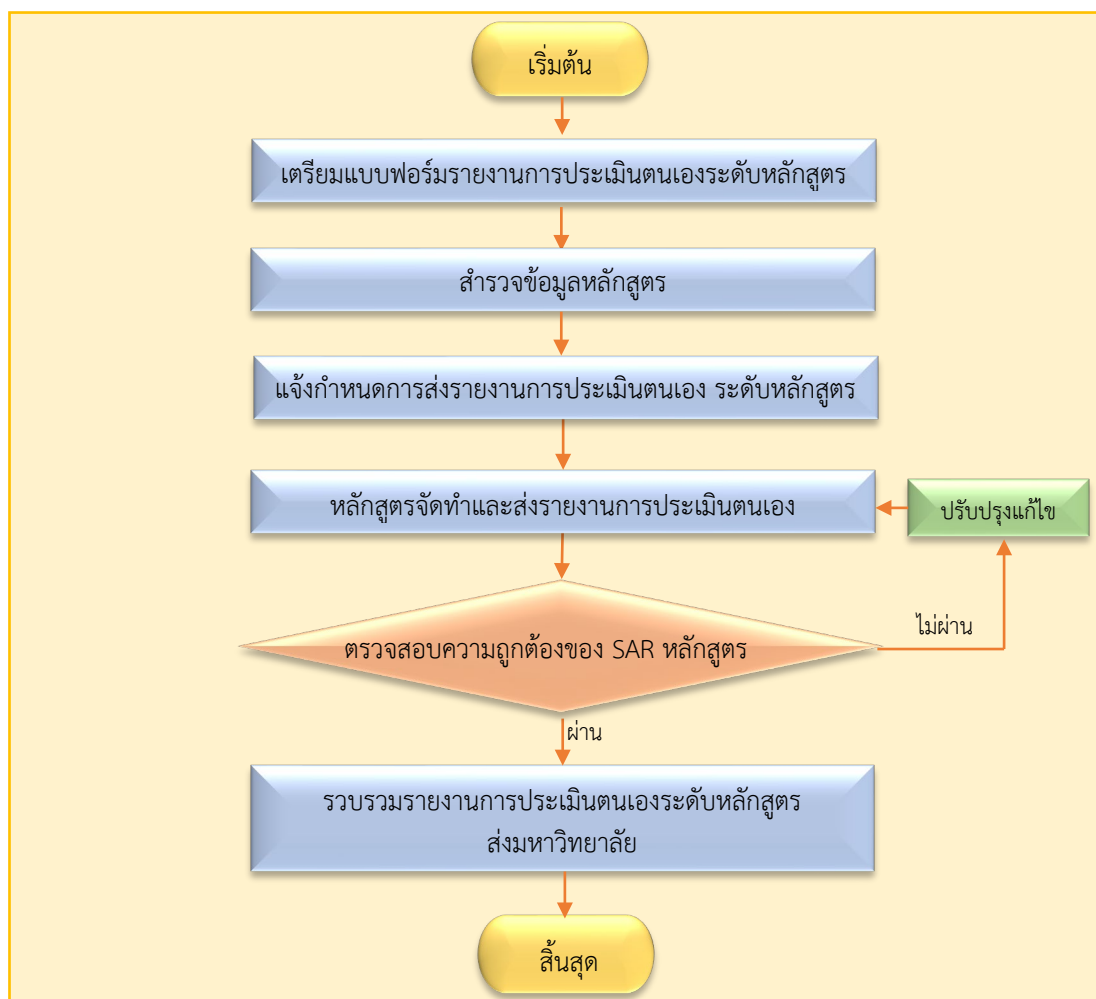 เริ่มต้น
เตรียมแบบฟอร์มรายงานการประเมินตนเองระดับหลักสูตร
สำรวจข้อมูลหลักสูตร
แจ้งกำหนดการส่งรายงานการประเมินตนเอง ระดับหลักสูตร
หลักสูตรจัดทำและส่งรายงานการประเมินตนเอง
ปรับปรุงแก้ไข
ไม่ผ่าน
ตรวจสอบความถูกต้องของ SAR หลักสูตร
ผ่าน
รวบรวมรายงานการประเมินตนเองระดับหลักสูตร
ส่งมหาวิทยาลัย
สิ้นสุด